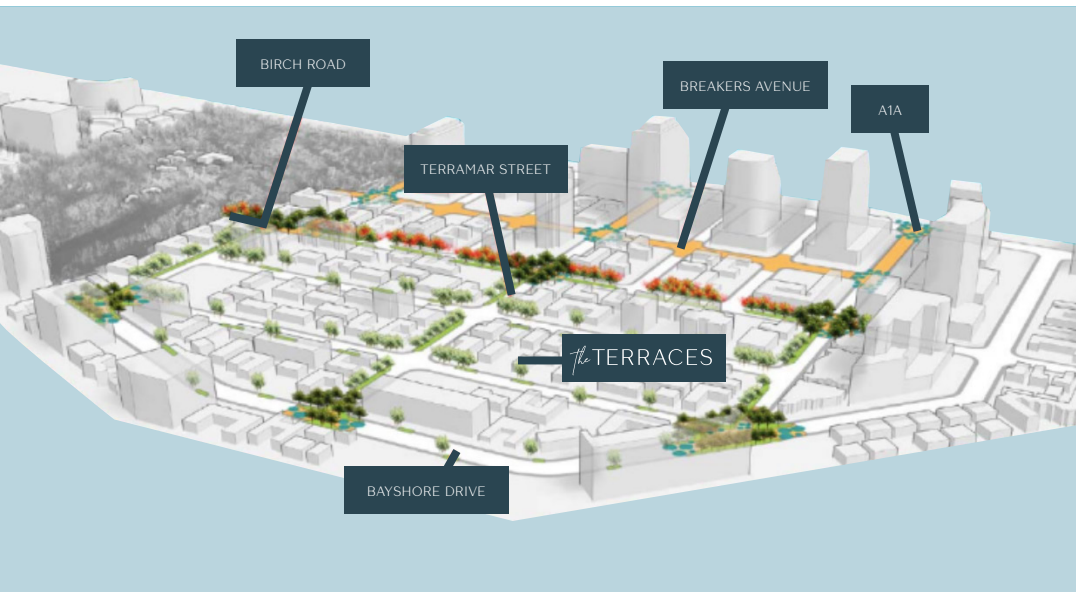 BIRCH ROAD
BREAKERS AVENUE
A1A
TERRAMAR STREET
the TERRACES
BAYSHORE DRIVE